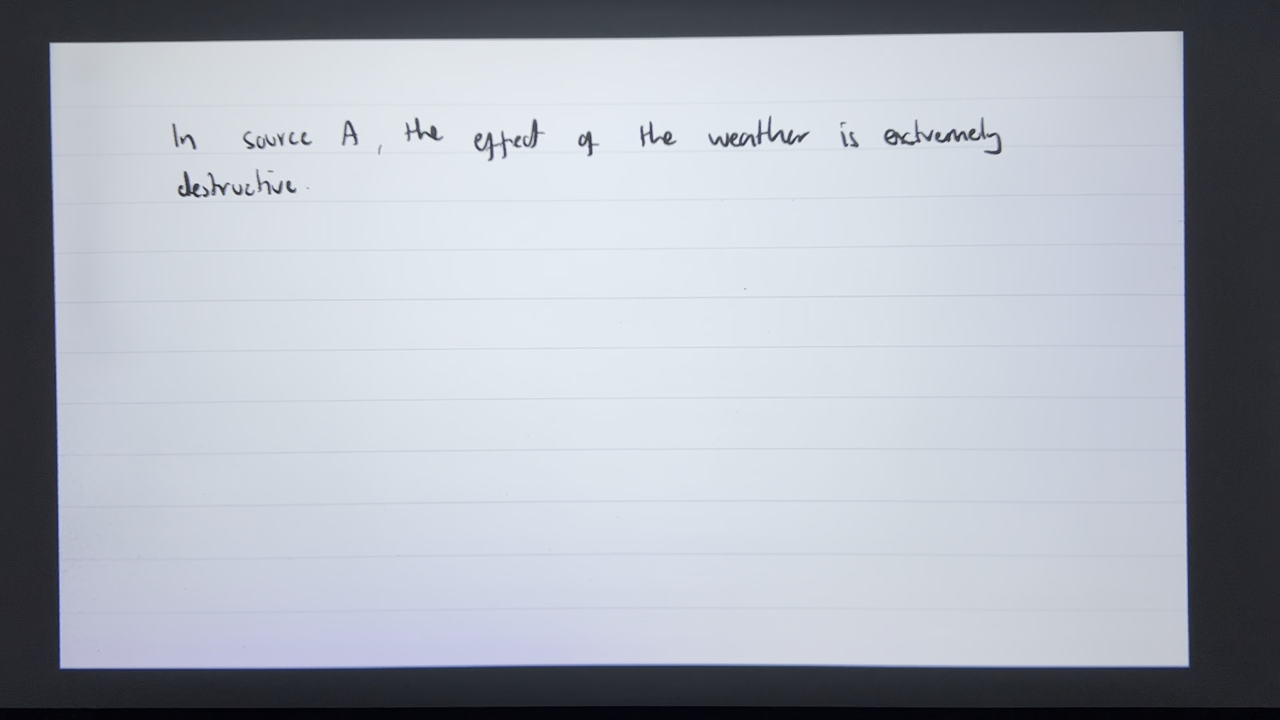 In source A, the effect of the weather is extremely
destructive.